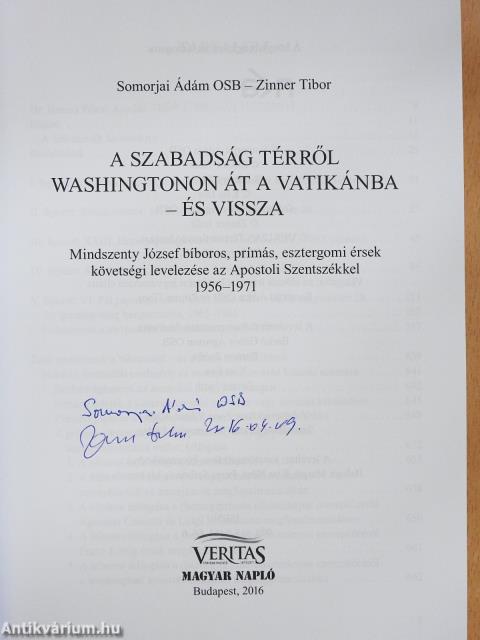 Somorjai Ádám OSB – Zinner Tibor
A SZABADSÁG TÉRRŐL
WASHINGTONON ÁT A VATIKÁNBA
– ÉS VISSZA
Mindszenty József bíboros, prímás, esztergomi érsek
követségi levelezése az Apostoli Szentszékkel
1956–1971
Somorjai Ádám OSB
2016.04.09.
VERITAS
MAGYAR NAPLÓ
Budapest, 2016
Antikvárium.hu